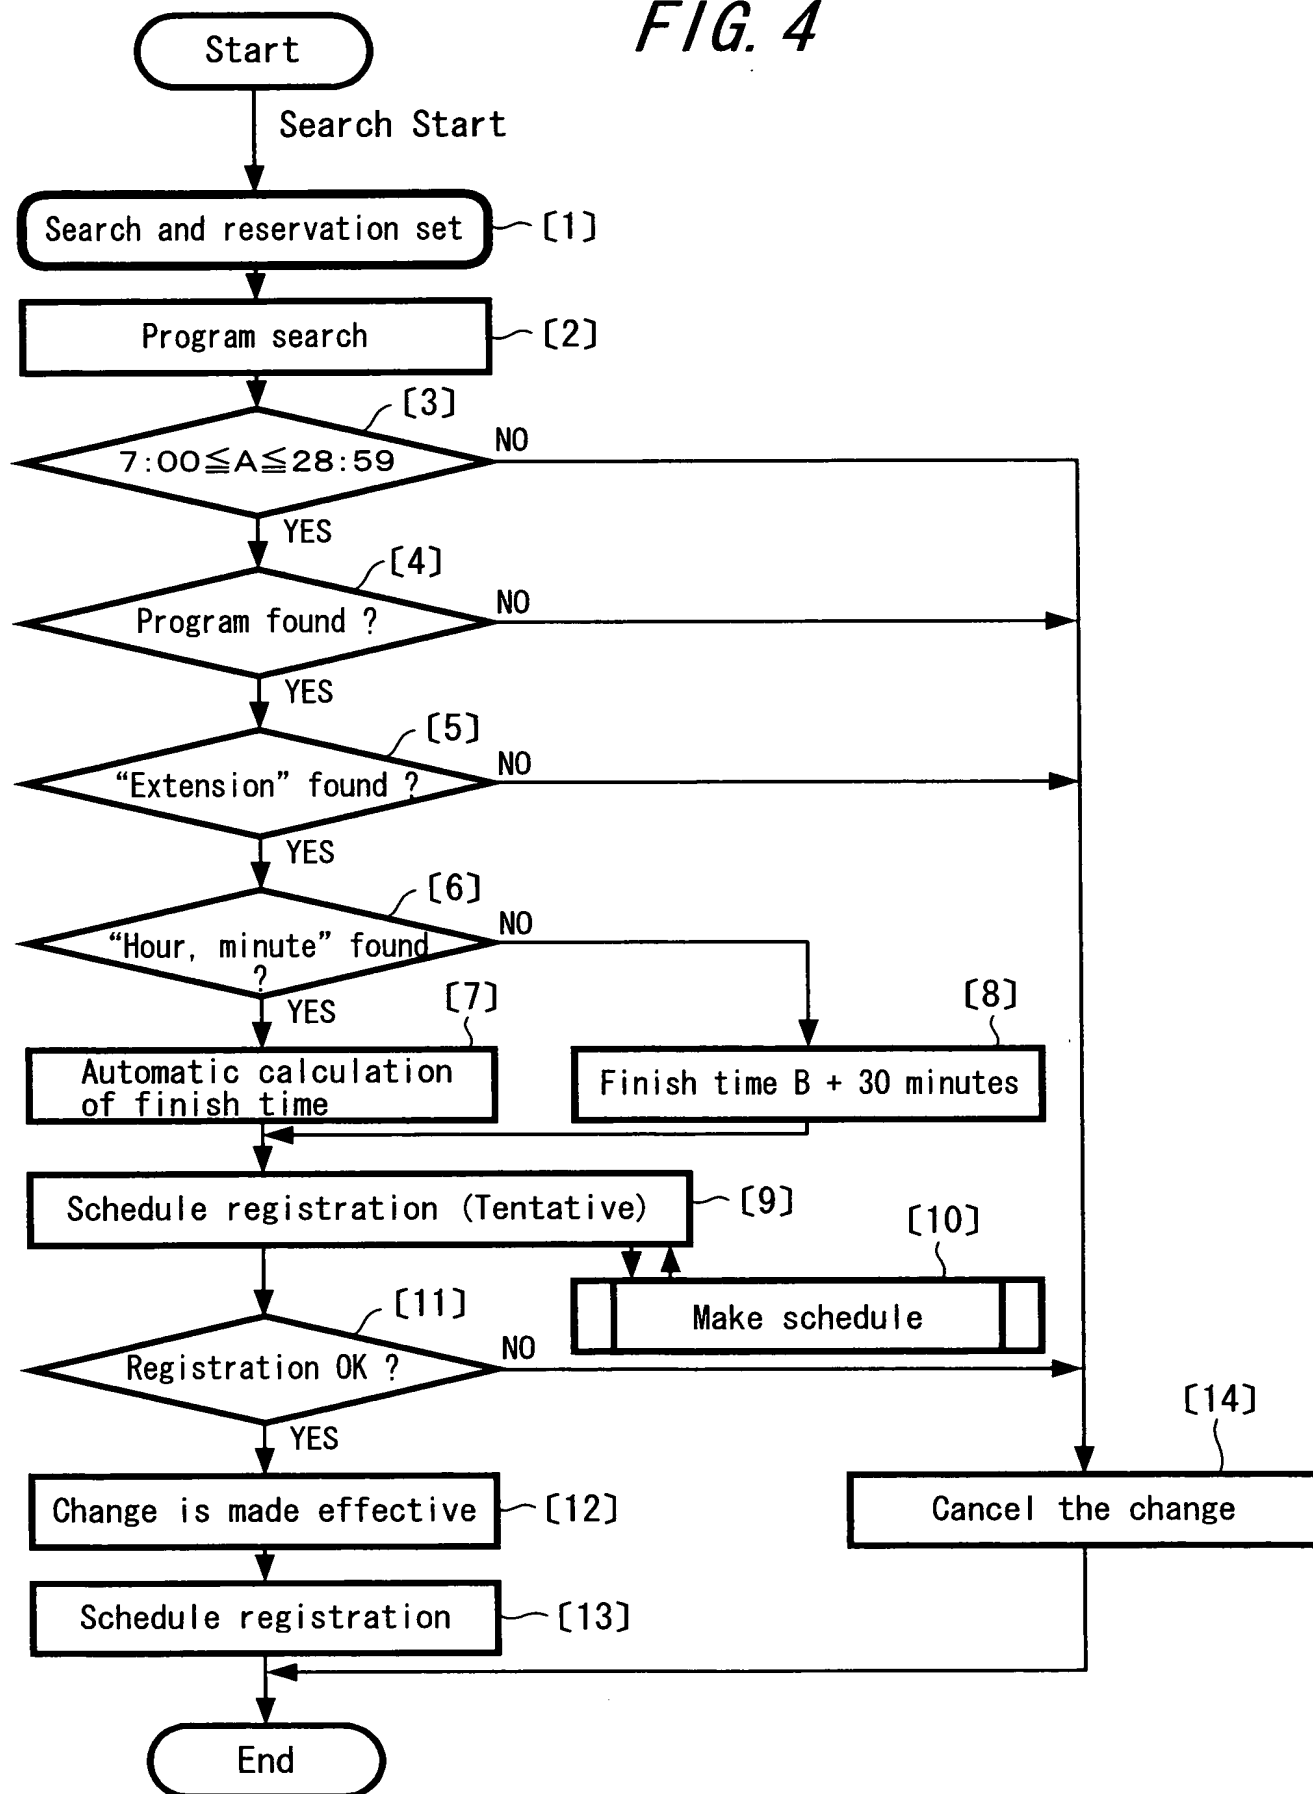 FIG. 4
Start
Search Start
Search and reservation set
[1]
Program search
[2]
[3]
7:00≦A≦28:59
NO
YES
[4]
Program found ?
NO
YES
[5]
“Extension” found ?
NO
YES
[6]
“Hour, minute” found
?
NO
YES
[7]
Automatic calculation
of finish time
[8]
Finish time B + 30 minutes
Schedule registration (Tentative)
[9]
[10]
Make schedule
[11]
Registration OK ?
NO
YES
Change is made effective
[12]
[14]
Cancel the change
Schedule registration
[13]
End